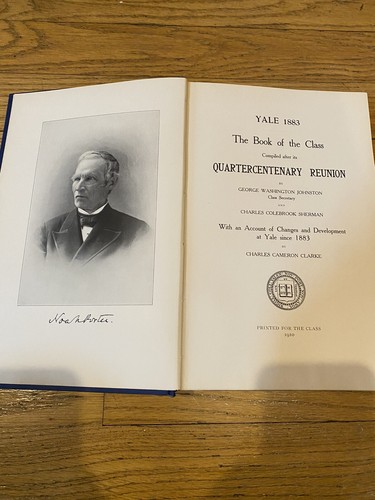 Noah Porter.
YALE 1883
The Book of the Class
Compiled after its
QUARTERCENTENARY REUNION
BY
GEORGE WASHINGTON JOHNSTON
Class Secretary
AND
CHARLES COLEBROOK SHERMAN
With an Account of Changes and Development
at Yale since 1883
BY
CHARLES CAMERON CLARKE
PRINTED FOR THE CLASS
1910